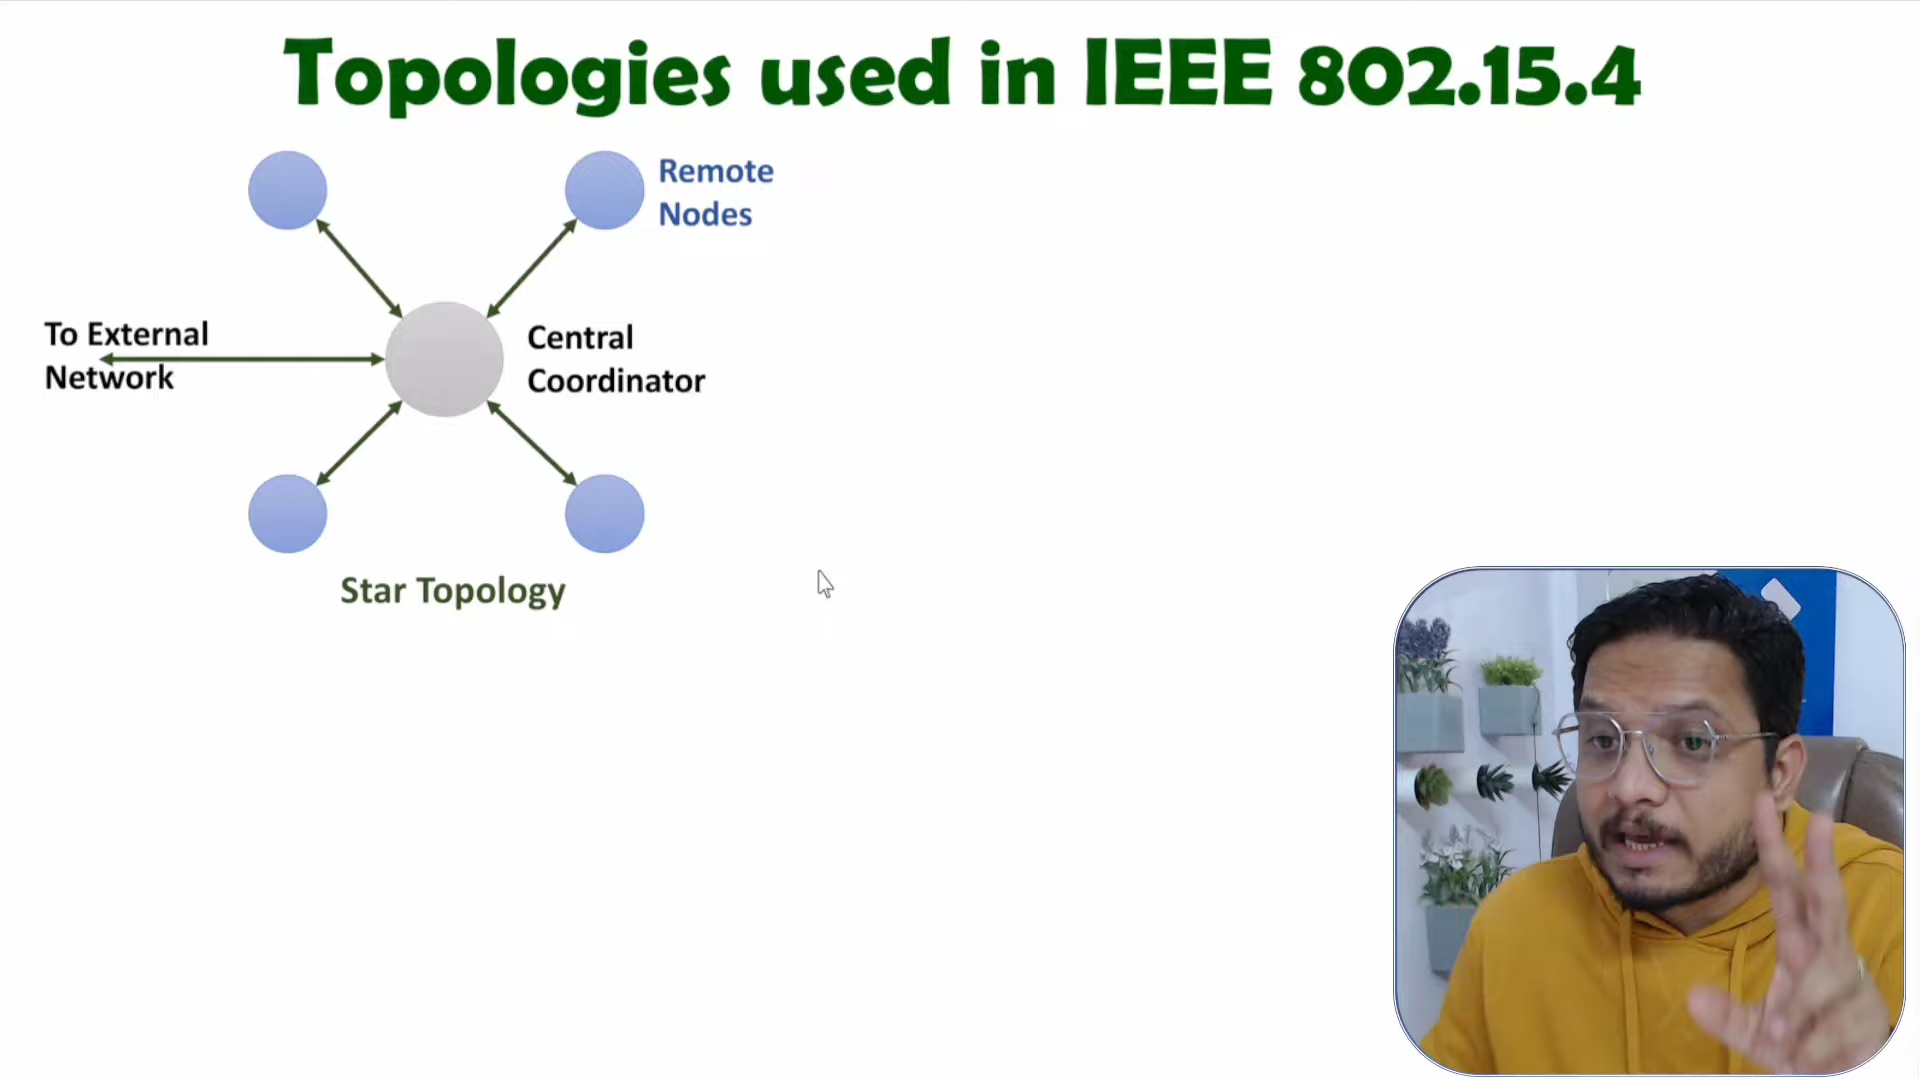 Topologies used in IEEE 802.15.4
Remote
Nodes
To External
Network
Central
Coordinator
Star Topology